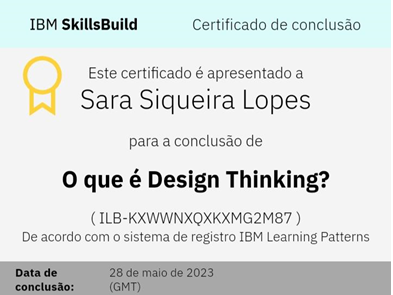 IBM SkillsBuild
Certificado de conclusão
Este certificado é apresentado a
Sara Siqueira Lopes
para a conclusão de
O que é Design Thinking?
( ILB-KXWWNXQXKXMG2M87 )
De acordo com o sistema de registro IBM Learning Patterns
Data de conclusão:
28 de maio de 2023 (GMT)